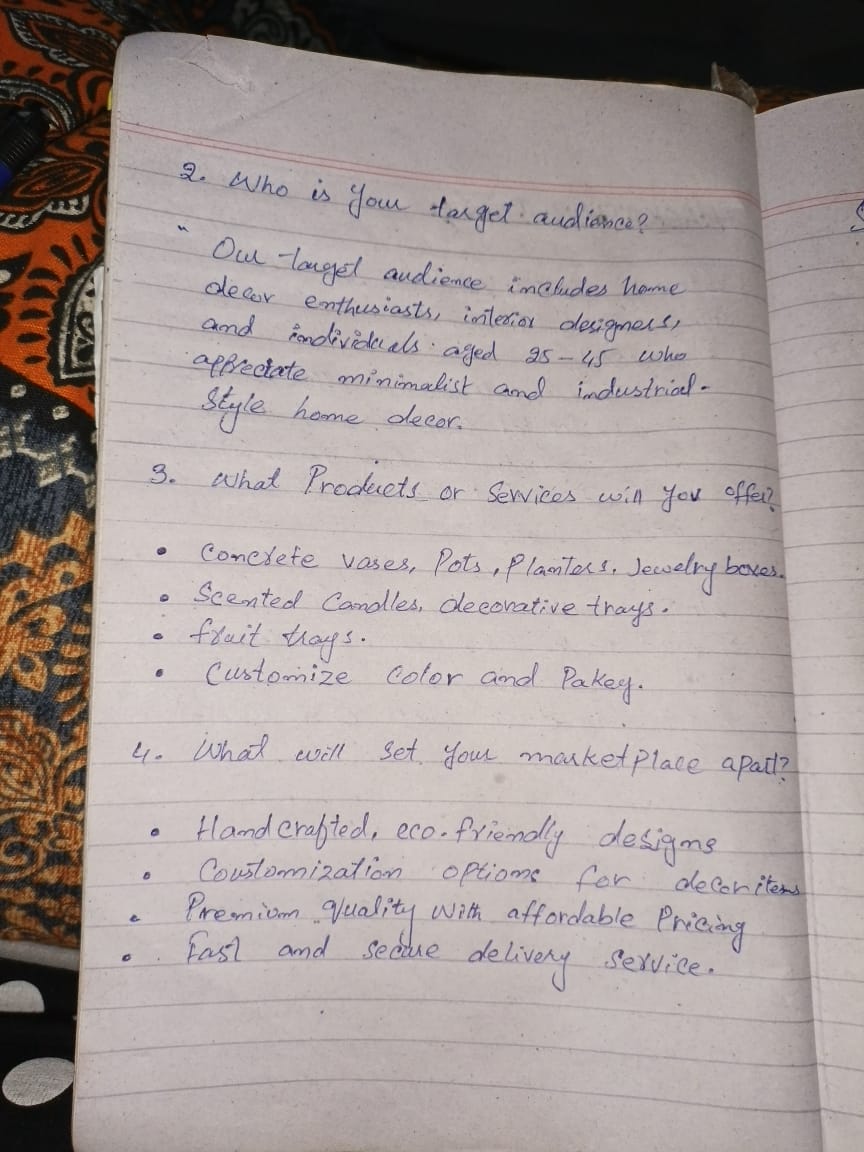 2. Who is your target audience?
" Our target audience includes home
decor enthusiasts, interior designers,
and individuals aged 25-45 who
appreciate minimalist and industrial-
Style home decor.
3. What Products or Services will you offer?
• Concrete vases, Pots, Planters, Jewelry boxes.
• Scented Candles, decorative trays.
• fruit trays.
• Customize Color and Pakey.
4. What will set your marketplace apart?
• Handcrafted, eco-friendly designs
• Coustomization options for decor items
• Premium quality with affordable Pricing
• Fast and secure delivery service.